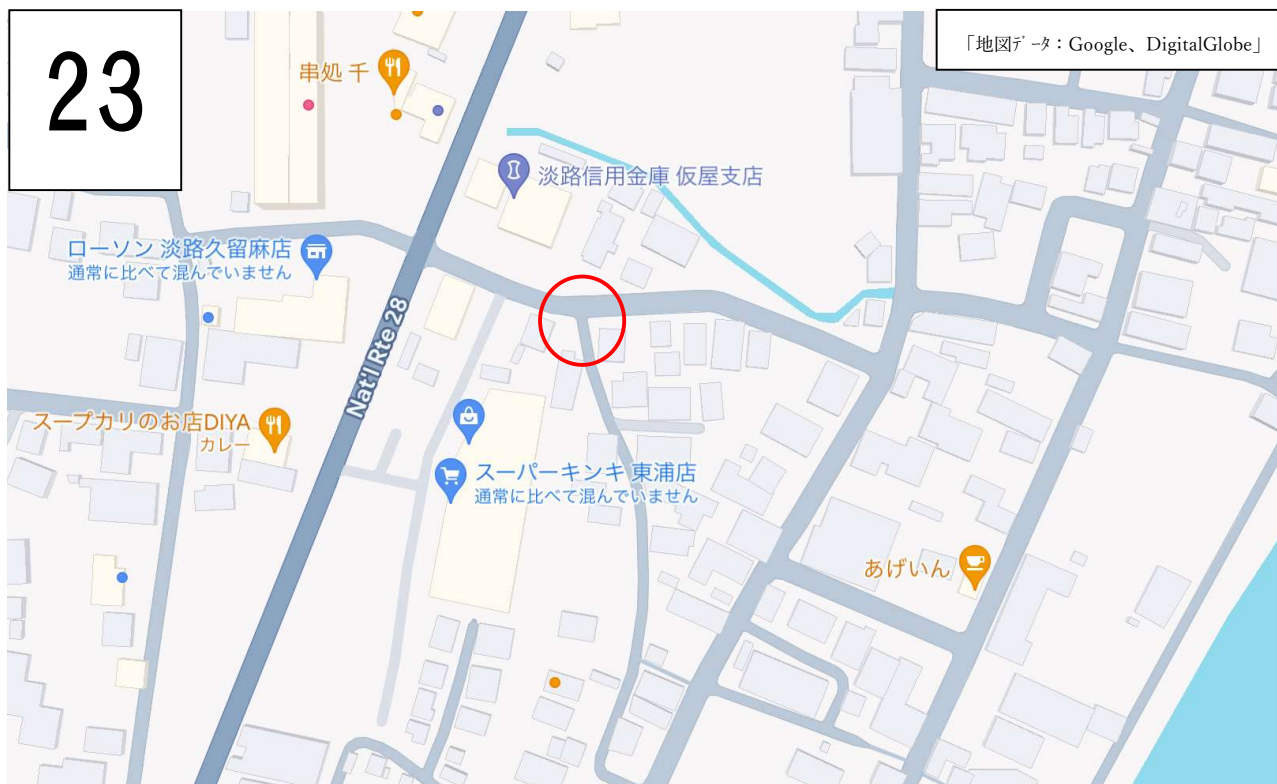 23
「地図ﾃﾞｰﾀ：Google、DigitalGlobe」
串処 千
淡路信用金庫 仮屋支店
ローソン 淡路久留麻店
通常に比べて混んでいません
Nat'l Rte 28
スープカリのお店DIYA
カレー
スーパーキンキ 東浦店
通常に比べて混んでいません
あげいん